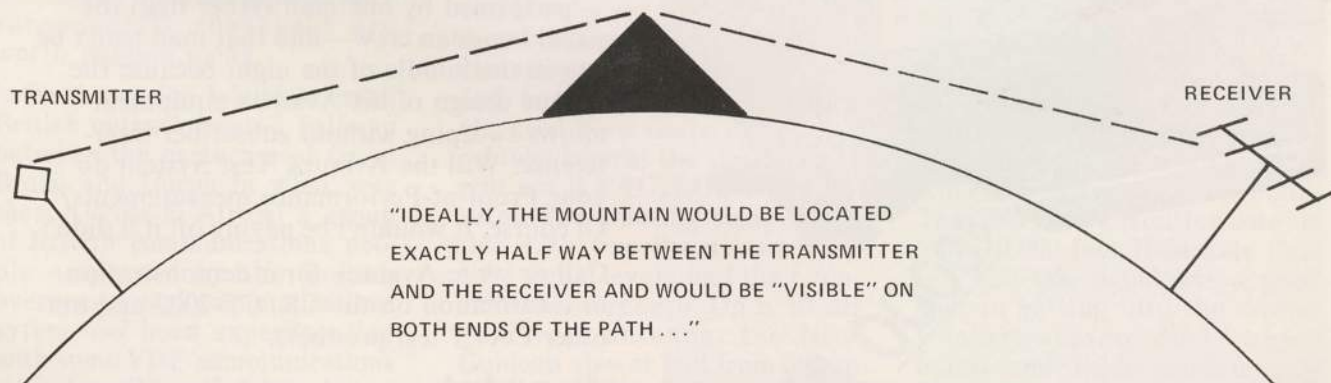 TRANSMITTER
RECEIVER
"IDEALLY, THE MOUNTAIN WOULD BE LOCATED
EXACTLY HALF WAY BETWEEN THE TRANSMITTER
AND THE RECEIVER AND WOULD BE "VISIBLE" ON
BOTH ENDS OF THE PATH . . ."